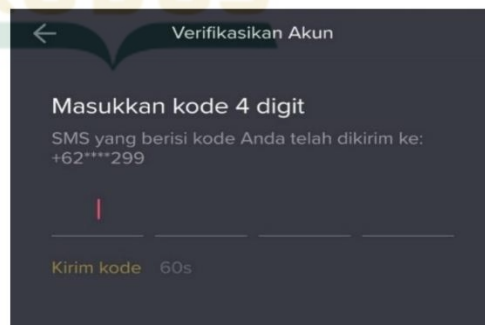 Verifikasikan Akun
Masukkan kode 4 digit
SMS yang berisi kode Anda telah dikirim ke:
+62****299
Kirim kode 60s